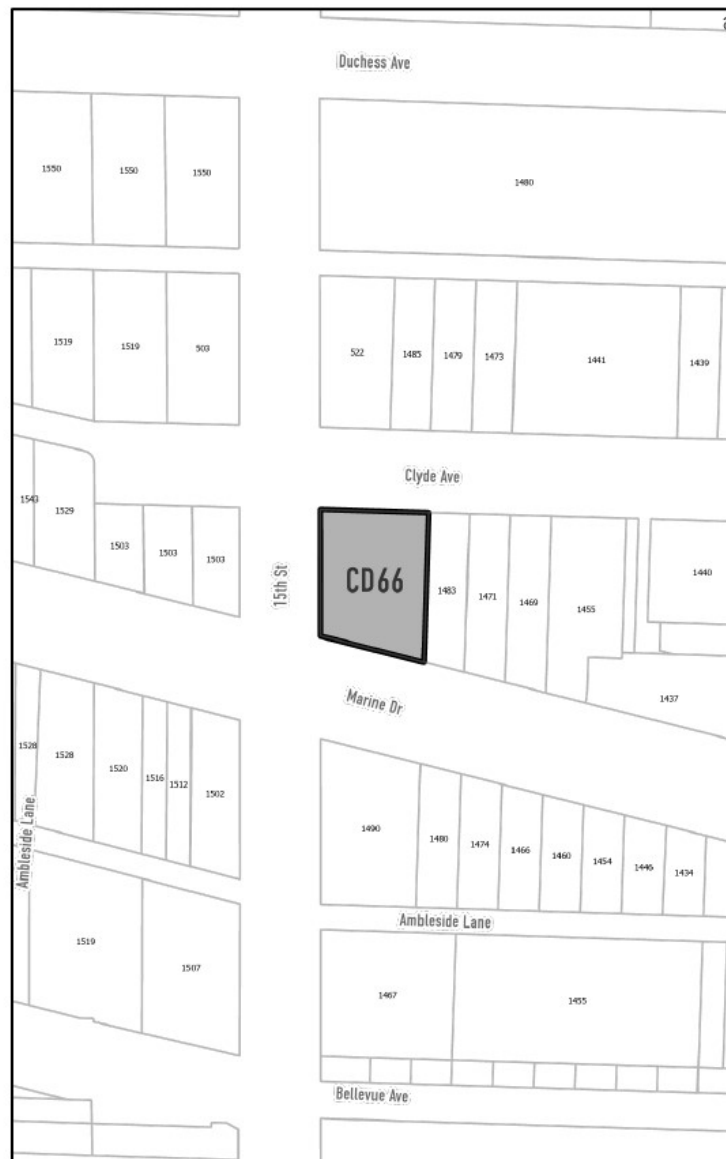 Duchess Ave
1550 1550 1550
1480
1519 1519 503
522 1485 1479 1473 1441 1439
Clyde Ave
1543 1529 1503 1503 1503
15th St
CD66
1483 1471 1469 1455
1440
1437
Marine Dr
1528 1528 1520 1516 1512 1502
Ambleside Lane
1490 1480 1474 1466 1460 1454 1446 1434
Ambleside Lane
1519 1507
1467 1455
Bellevue Ave